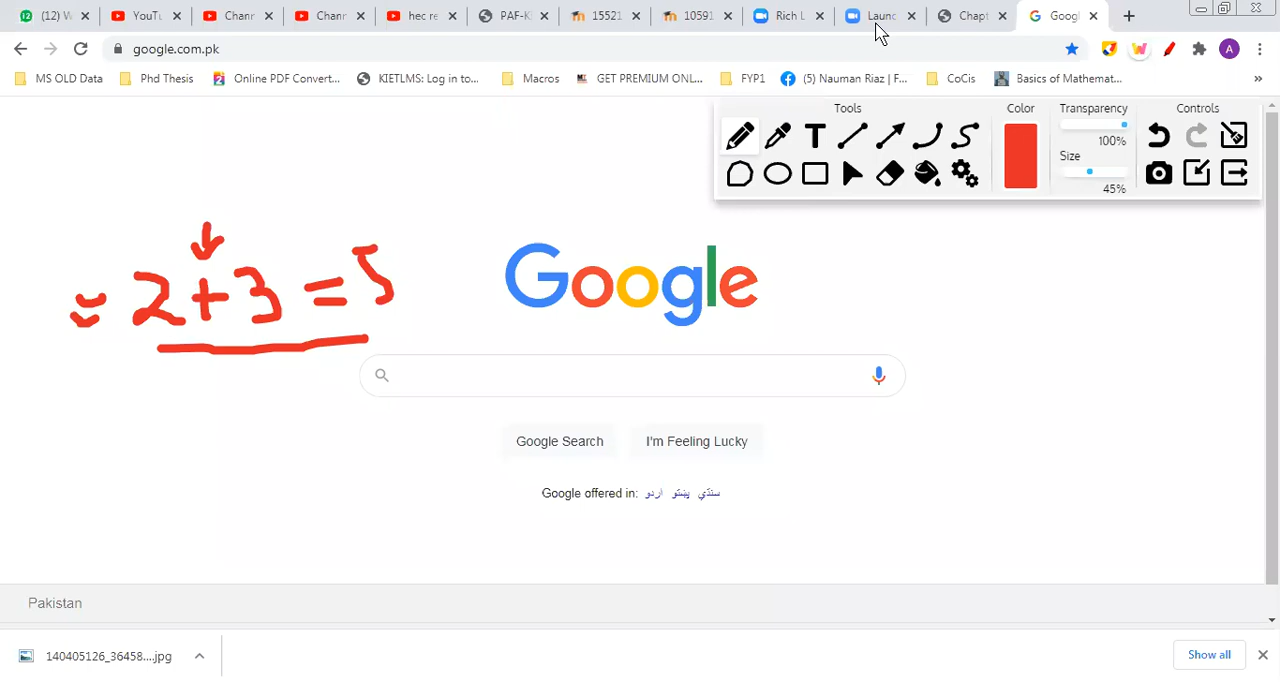 (12) W YouTu Chann Chann hec re PAF-K 15521 10591 Rich L Launc Chapt Googl
google.com.pk A
MS OLD Data Phd Thesis Online PDF Convert... KIETLMS: Log in to... Macros GET PREMIUM ONL... FYP1 (5) Nauman Riaz | F... CoCis Basics of Mathemat... »
Tools Color Transparency Controls
100%
Size
45%
= 2+3 = 5
Google
Google Search I'm Feeling Lucky
Google offered in: اردو پښتو سنڌي
Pakistan
140405126_36458....jpg Show all